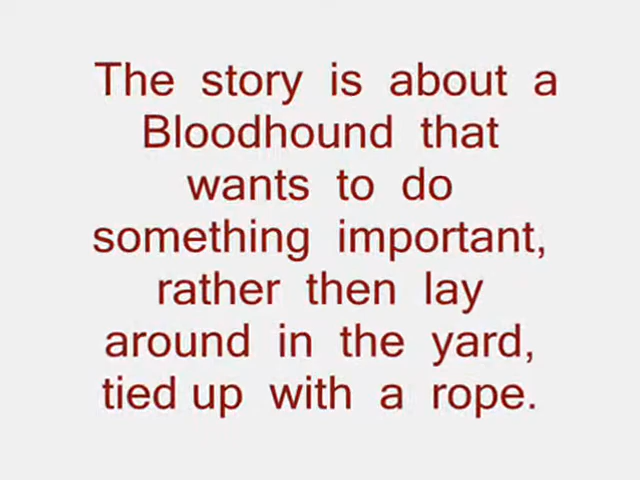 The story is about a
Bloodhound that
wants to do
something important,
rather then lay
around in the yard,
tied up with a rope.